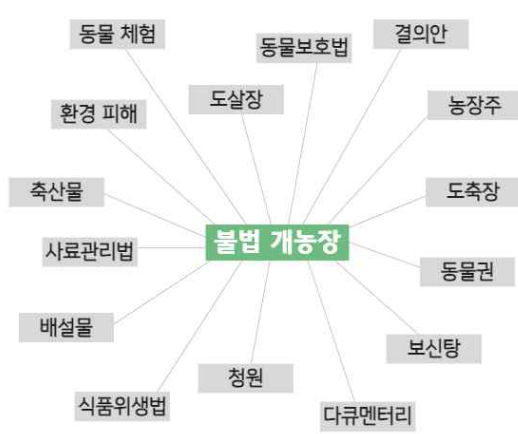 동물 체험
동물보호법
결의안
도살장
환경 피해
농장주
축산물
도축장
불법 개농장
사료관리법
동물권
배설물
보신탕
청원
식품위생법
다큐멘터리